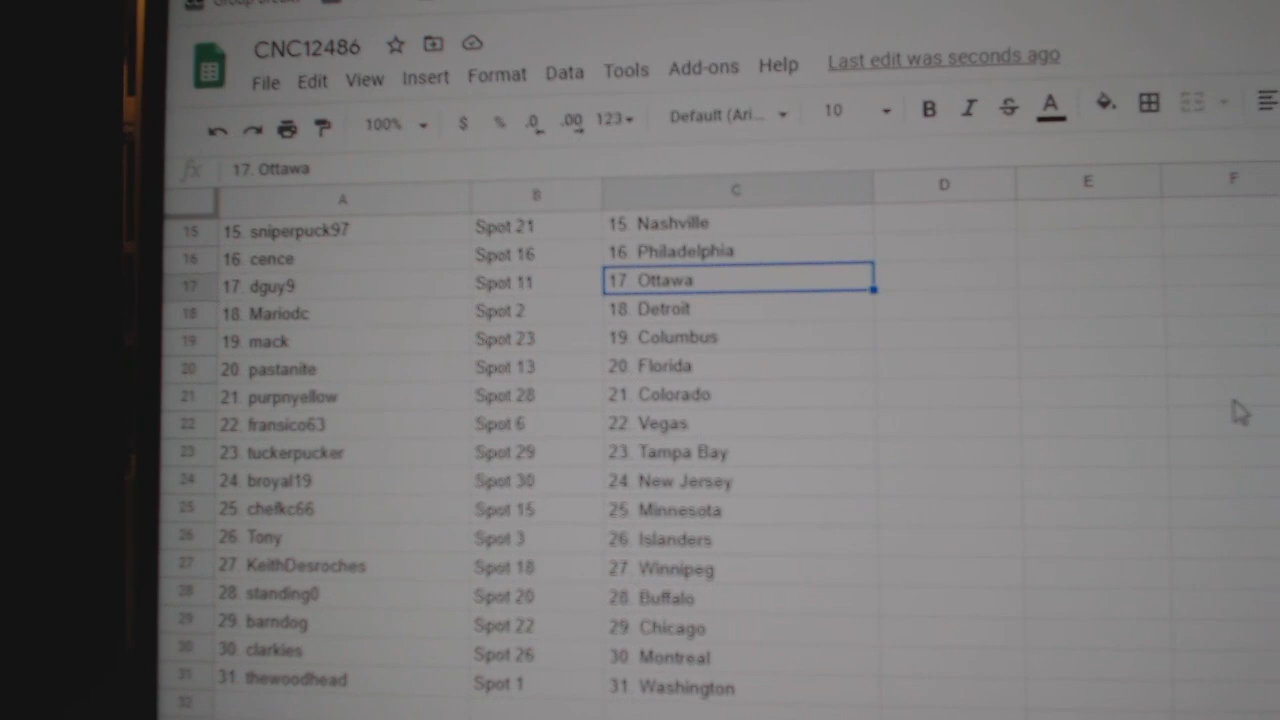 CNC12486
File Edit View Insert Format Data Tools Add-ons Help Last edit was seconds ago
100% $ % .0 .00 123 Default (Ari... 10 B I S A
fx 17. Ottawa
A B C D E F
15 15. sniperpuck97 Spot 21 15. Nashville
16 16. cence Spot 16 16. Philadelphia
17 17. dguy9 Spot 11 17. Ottawa
18 18. Mariodc Spot 2 18. Detroit
19 19. mack Spot 23 19. Columbus
20 20. pastanite Spot 13 20. Florida
21 21. purpnyellow Spot 28 21. Colorado
22 22. fransico63 Spot 6 22. Vegas
23 23. tuckerpucker Spot 29 23. Tampa Bay
24 24. broyal19 Spot 30 24. New Jersey
25 25. chefkc66 Spot 15 25. Minnesota
26 26. Tony Spot 3 26. Islanders
27 27. KeithDesroches Spot 18 27. Winnipeg
28 28. standing0 Spot 20 28. Buffalo
29 29. barndog Spot 22 29. Chicago
30 30. clarkies Spot 26 30. Montreal
31 31. thewoodhead Spot 1 31. Washington
32